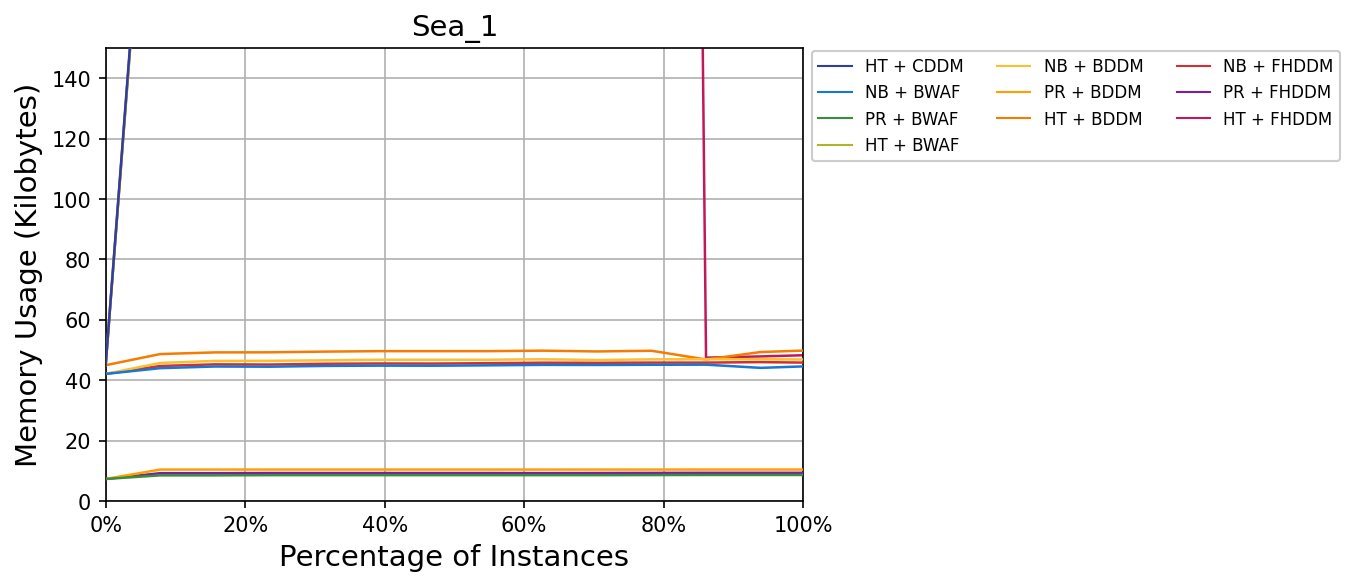 Sea_1
Memory Usage (Kilobytes)
140
120
100
80
60
40
20
0
0% 20% 40% 60% 80% 100%
Percentage of Instances
HT + CDDM NB + BDDM NB + FHDDM
NB + BWAF PR + BDDM PR + FHDDM
PR + BWAF HT + BDDM HT + FHDDM
HT + BWAF